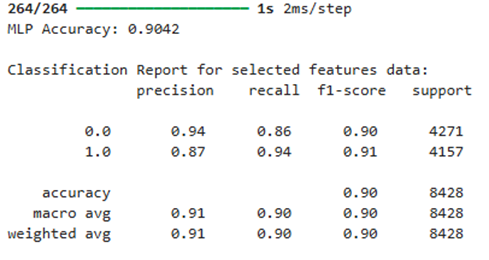 264/264 ━━━━━━━━━━━━━━━━━━━━ 1s 2ms/step
MLP Accuracy: 0.9042
Classification Report for selected features data:
precision recall f1-score support
0.0 0.94 0.86 0.90 4271
1.0 0.87 0.94 0.91 4157
accuracy 0.90 8428
macro avg 0.91 0.90 0.90 8428
weighted avg 0.91 0.90 0.90 8428